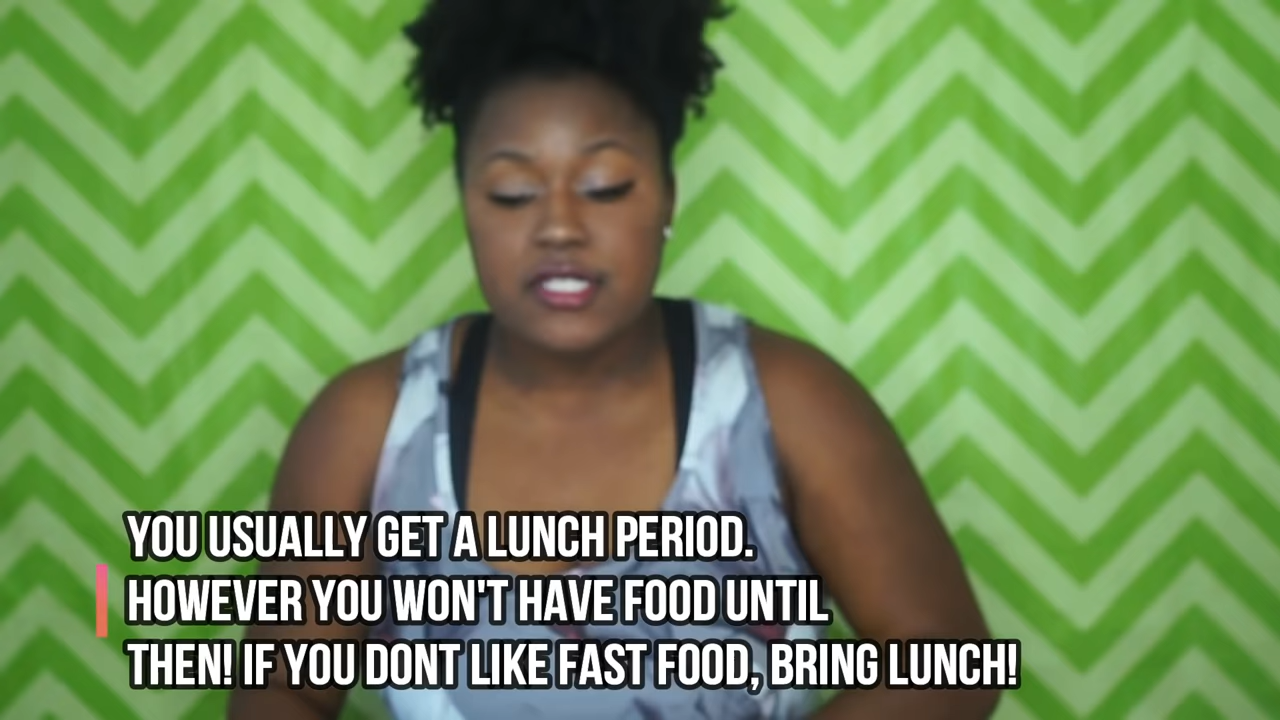 YOU USUALLY GET A LUNCH PERIOD.
HOWEVER YOU WON'T HAVE FOOD UNTIL
THEN! IF YOU DONT LIKE FAST FOOD, BRING LUNCH!